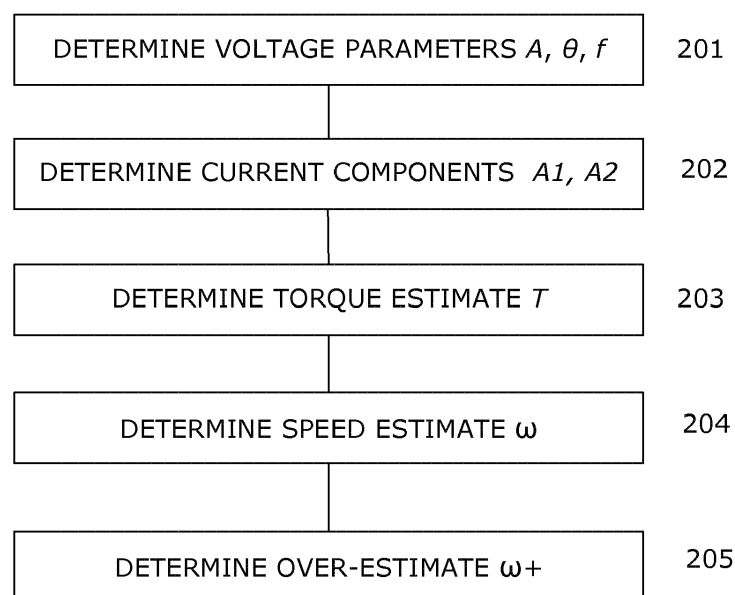 DETERMINE VOLTAGE PARAMETERS A, θ, f 201
DETERMINE CURRENT COMPONENTS A1, A2 202
DETERMINE TORQUE ESTIMATE T 203
DETERMINE SPEED ESTIMATE ω 204
DETERMINE OVER-ESTIMATE ω+ 205